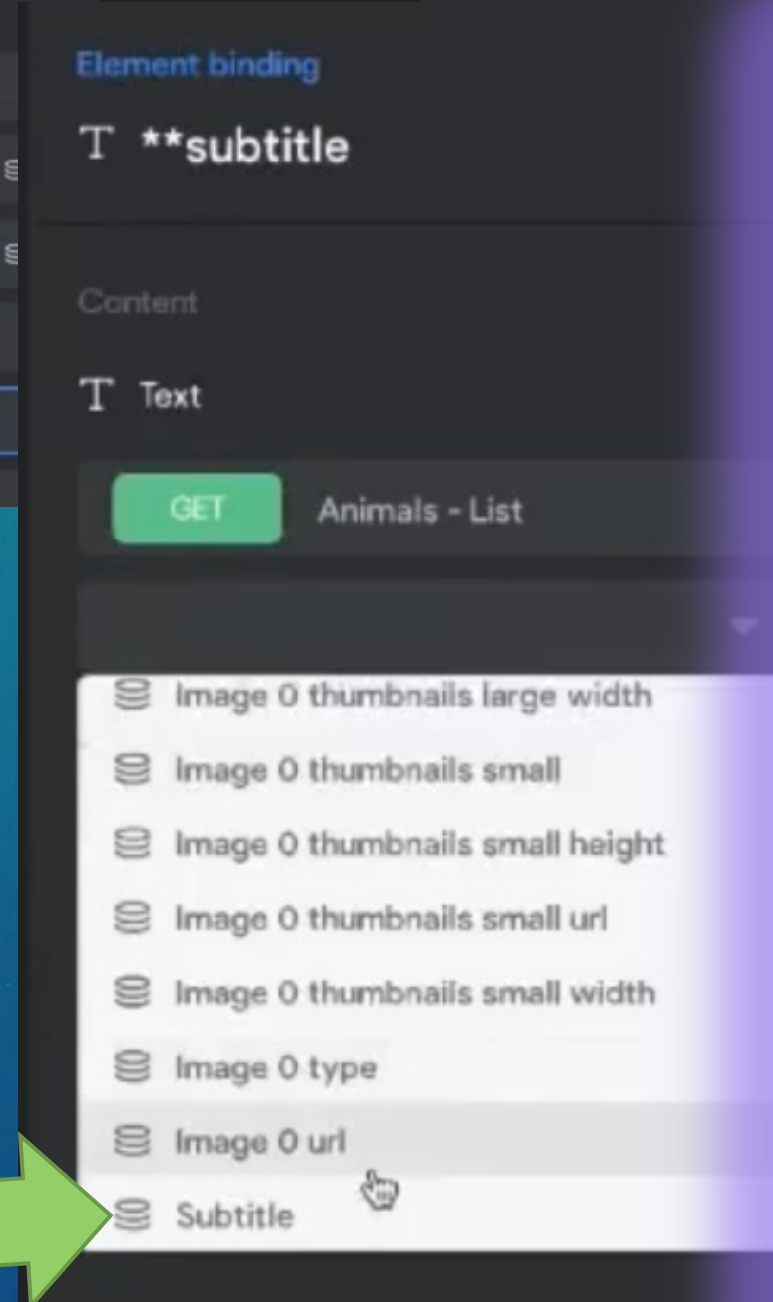 Element binding
T **subtitle
Content
T Text
GET Animals - List
Image 0 thumbnails large width
Image 0 thumbnails small
Image 0 thumbnails small height
Image 0 thumbnails small url
Image 0 thumbnails small width
Image 0 type
Image 0 url
Subtitle